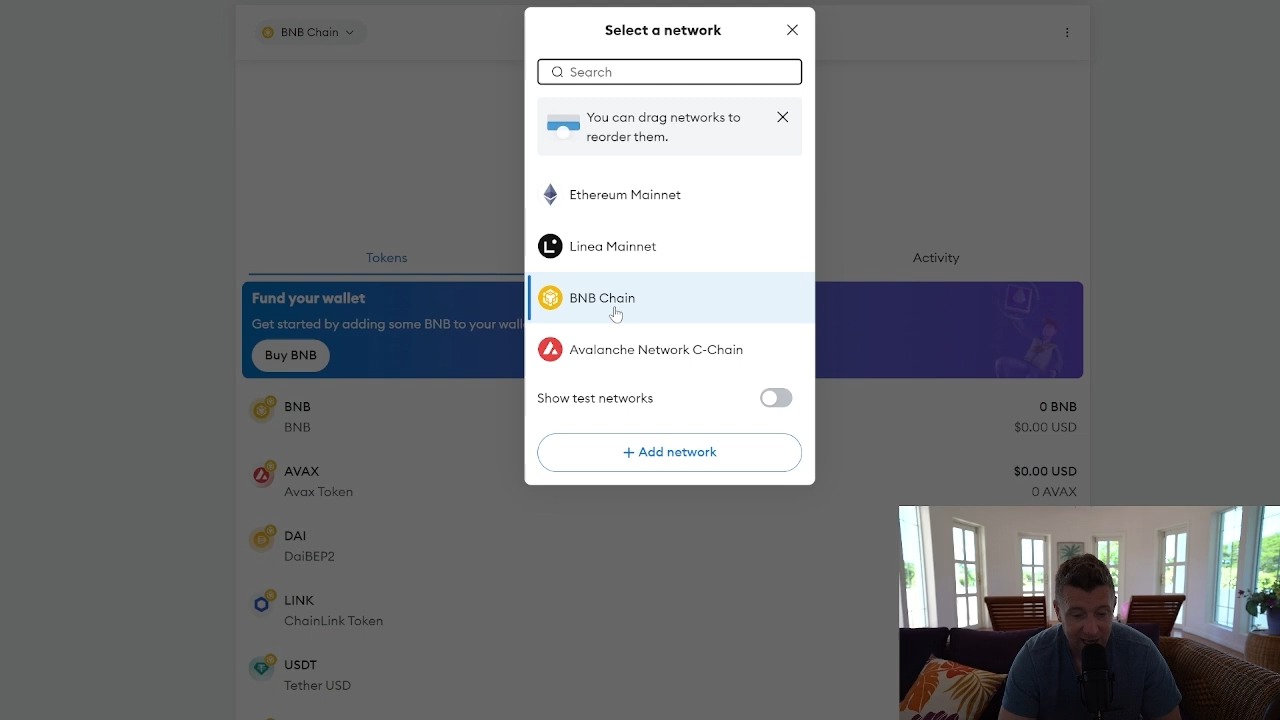 BNB Chain
Select a network
Search
You can drag networks to
reorder them.
Ethereum Mainnet
Linea Mainnet
BNB Chain
Avalanche Network C-Chain
Show test networks
+ Add network
Tokens
Activity
Fund your wallet
Get started by adding some BNB to your
Buy BNB
BNB
BNB
0 BNB
$0.00 USD
AVAX
Avax Token
$0.00 USD
0 AVAX
DAI
DaiBEP2
LINK
ChainLink Token
USDT
Tether USD